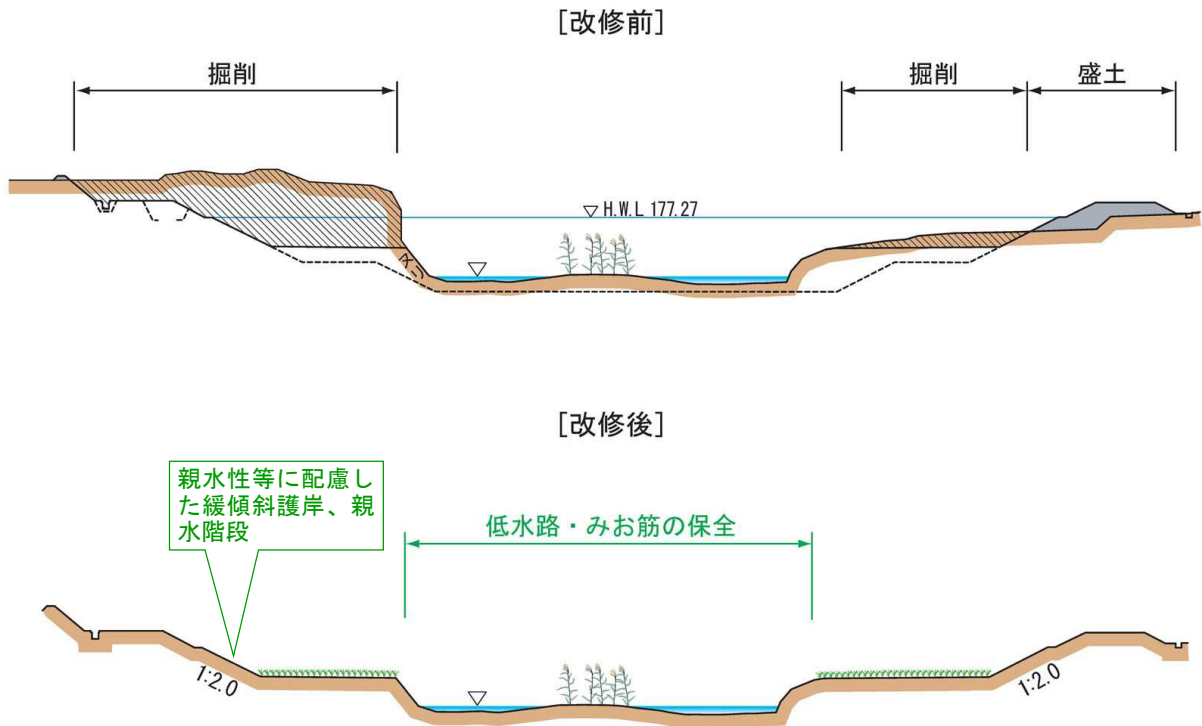 [改修前]
掘削
掘削
盛土
▽ H.W.L 177.27
[改修後]
親水性等に配慮し
た緩傾斜護岸、親
水階段
低水路・みお筋の保全
1:2.0
1:2.0